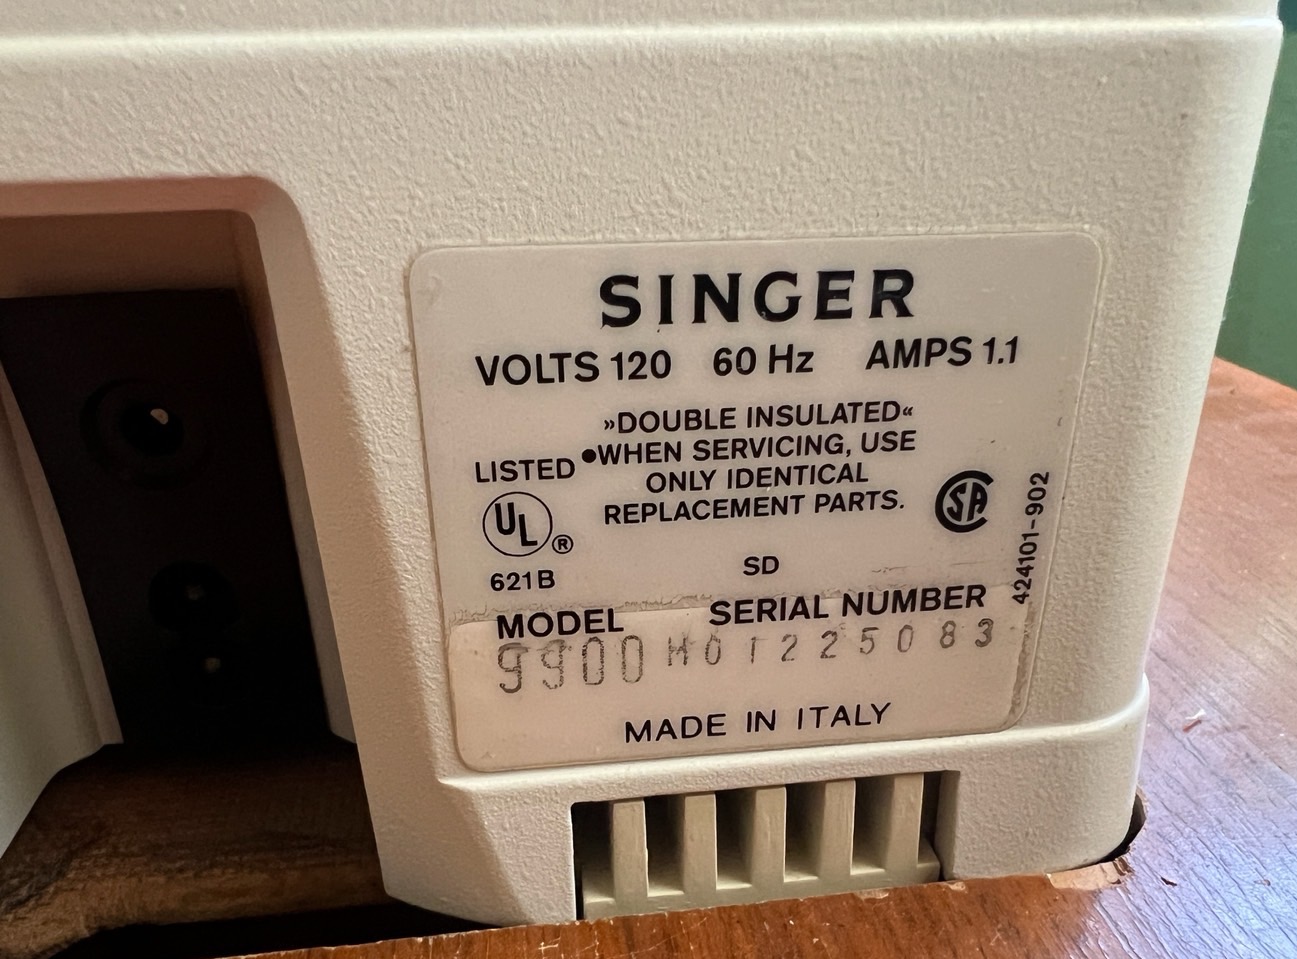 SINGER
VOLTS 120 60 Hz AMPS 1.1
»DOUBLE INSULATED«
LISTED •WHEN SERVICING, USE
ONLY IDENTICAL
UL® REPLACEMENT PARTS. SA
621B SD
424101-902
MODEL SERIAL NUMBER
9900 H01225083
MADE IN ITALY